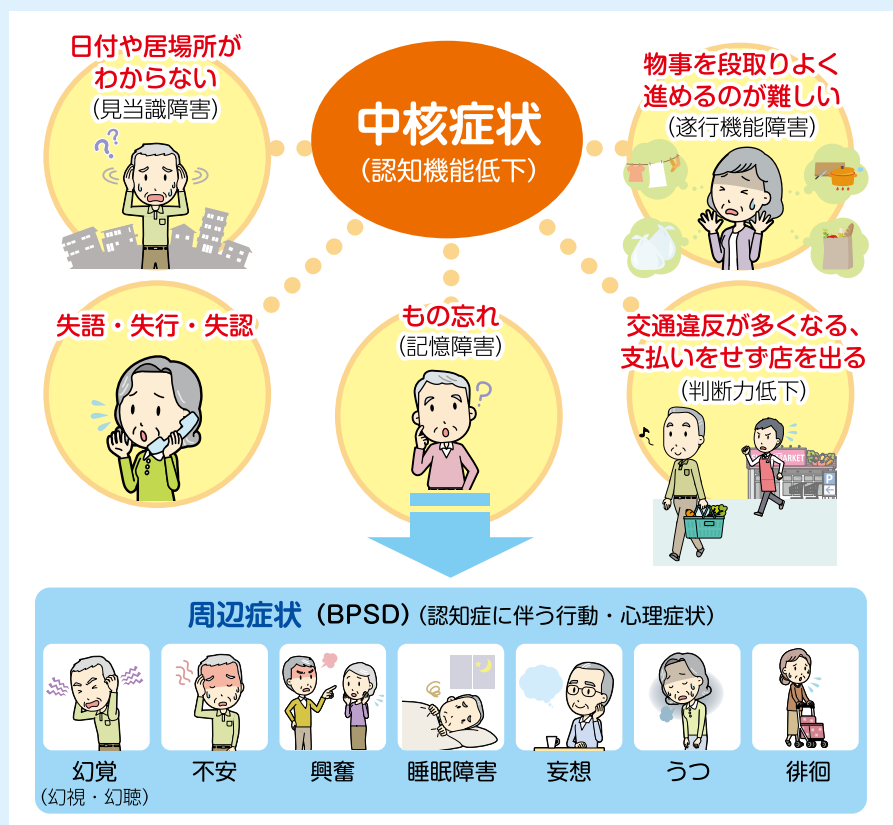 中核症状
(認知機能低下)
日付や居場所が
わからない
(見当識障害)
物事を段取りよく
進めるのが難しい
(遂行機能障害)
失語・失行・失認
もの忘れ
(記憶障害)
交通違反が多くなる、
支払いをせず店を出る
(判断力低下)
MARKET
P
周辺症状 (BPSD) (認知症に伴う行動・心理症状)
幻覚
(幻視・幻聴)
不安
興奮
睡眠障害
妄想
うつ
徘徊